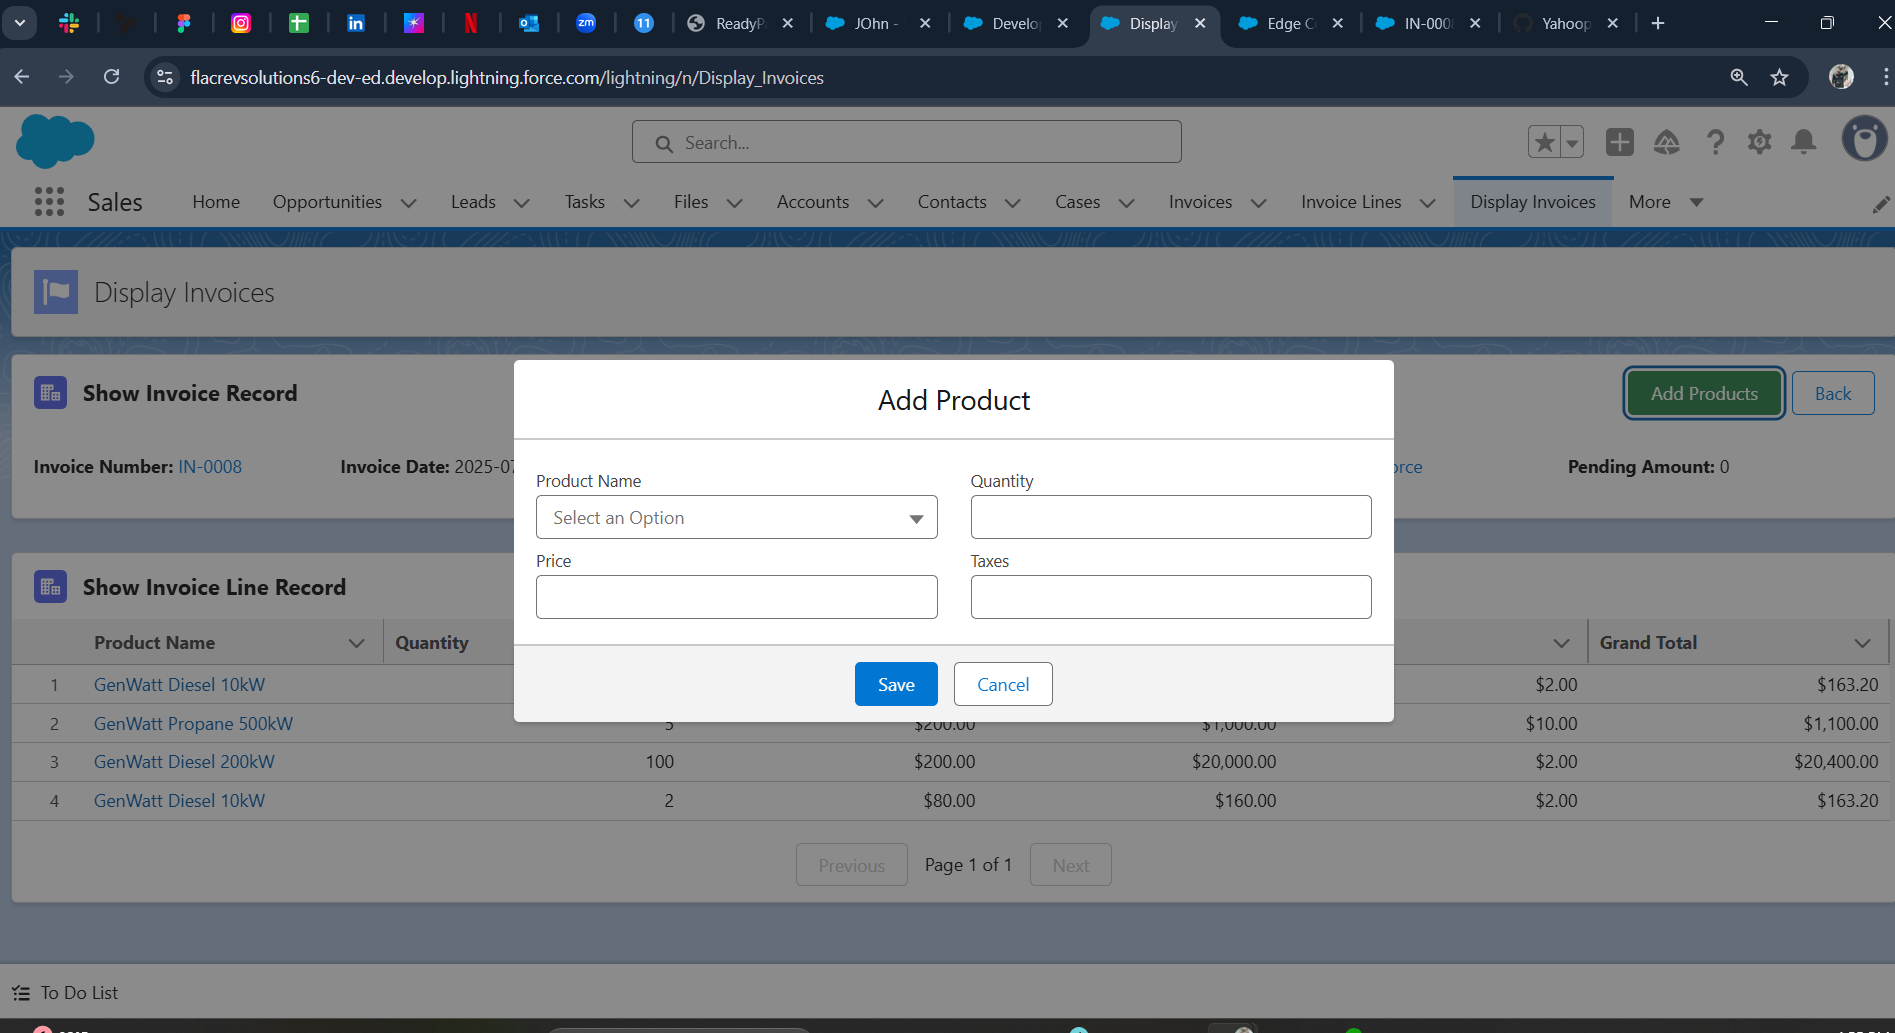 ReadyP
JOhn -
Develo
Display
Edge C
IN-000
Yahoop
flacrevsolutions6-dev-ed.develop.lightning.force.com/lightning/n/Display_Invoices
Search...
Sales
Home
Opportunities
Leads
Tasks
Files
Accounts
Contacts
Cases
Invoices
Invoice Lines
Display Invoices
More
Display Invoices
Show Invoice Record
Add Products
Back
Invoice Number: IN-0008
Invoice Date: 2025-07
orce
Pending Amount: 0
Add Product
Product Name
Quantity
Select an Option
Price
Taxes
Save
Cancel
Show Invoice Line Record
Product Name
Quantity
Grand Total
1 GenWatt Diesel 10kW $2.00 $163.20
2 GenWatt Propane 500kW 5 $200.00 $1,000.00 $10.00 $1,100.00
3 GenWatt Diesel 200kW 100 $200.00 $20,000.00 $2.00 $20,400.00
4 GenWatt Diesel 10kW 2 $80.00 $160.00 $2.00 $163.20
Previous
Page 1 of 1
Next
To Do List